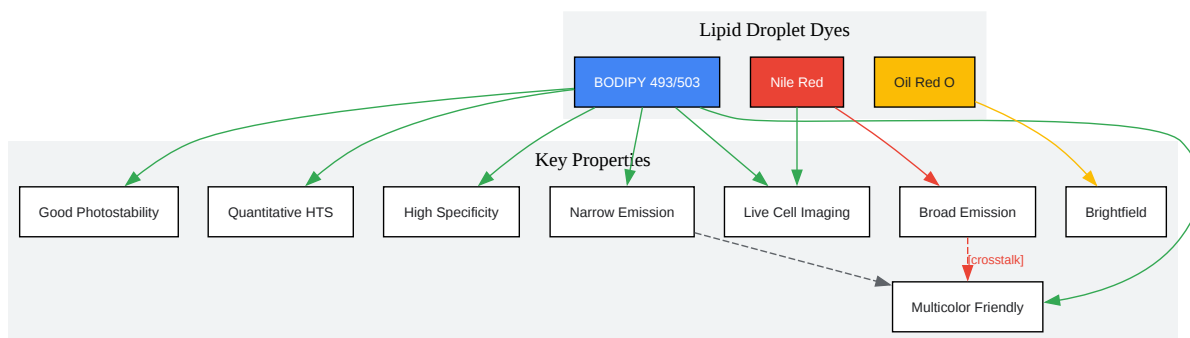 Lipid Droplet Dyes
BODIPY 493/503
Nile Red
Oil Red O
Key Properties
Good Photostability
Quantitative HTS
High Specificity
Narrow Emission
Live Cell Imaging
Broad Emission
Brightfield
[crosstalk]
Multicolor Friendly